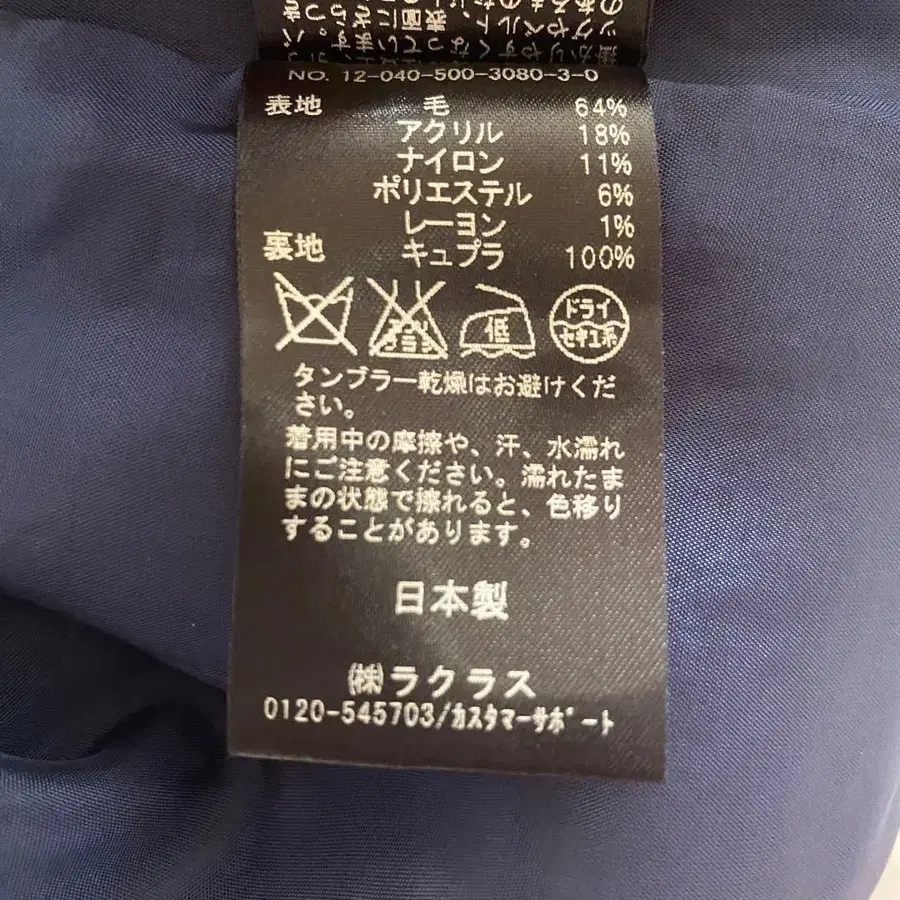 NO. 12-040-500-3080-3-0
表地 毛 64%
アクリル 18%
ナイロン 11%
ポリエステル 6%
レーヨン 1%
裏地 キュプラ 100%
エンソサラシ 低 ドライ セキユ系
タンブラー乾燥はお避けくだ
さい。
着用中の摩擦や、汗、水濡れ
にご注意ください。濡れたま
まの状態で擦れると、色移り
することがあります。
日本製
㈱ラクラス
0120-545703/カスタマーサポート